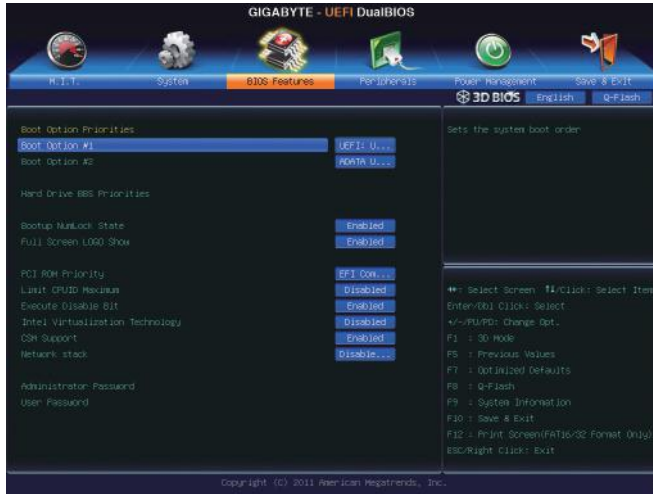 GIGABYTE - UEFI DualBIOS
M.I.T. System BIOS Features Peripherals Power Management Save & Exit
3D BIOS English Q-Flash
Boot Option Priorities
Boot Option #1 UEFI: U...
Boot Option #2 ADATA U...
Hard Drive BBS Priorities
Bootup NumLock State Enabled
Full Screen LOGO Show Enabled
PCI ROM Priority EFI Com...
Limit CPUID Maximum Disabled
Execute Disable Bit Enabled
Intel Virtualization Technology Disabled
CSM Support Enabled
Network stack Disable...
Administrator Password
User Password
Sets the system boot order
↔: Select Screen ↑↓/Click: Select Item
Enter/Dbl Click: Select
+/-/PU/PD: Change Opt.
F1 : 3D Mode
F5 : Previous Values
F7 : Optimized Defaults
F8 : Q-Flash
F9 : System Information
F10 : Save & Exit
F12 : Print Screen(FAT16/32 Format Only)
ESC/Right Click: Exit
Copyright (C) 2011 American Megatrends, Inc.